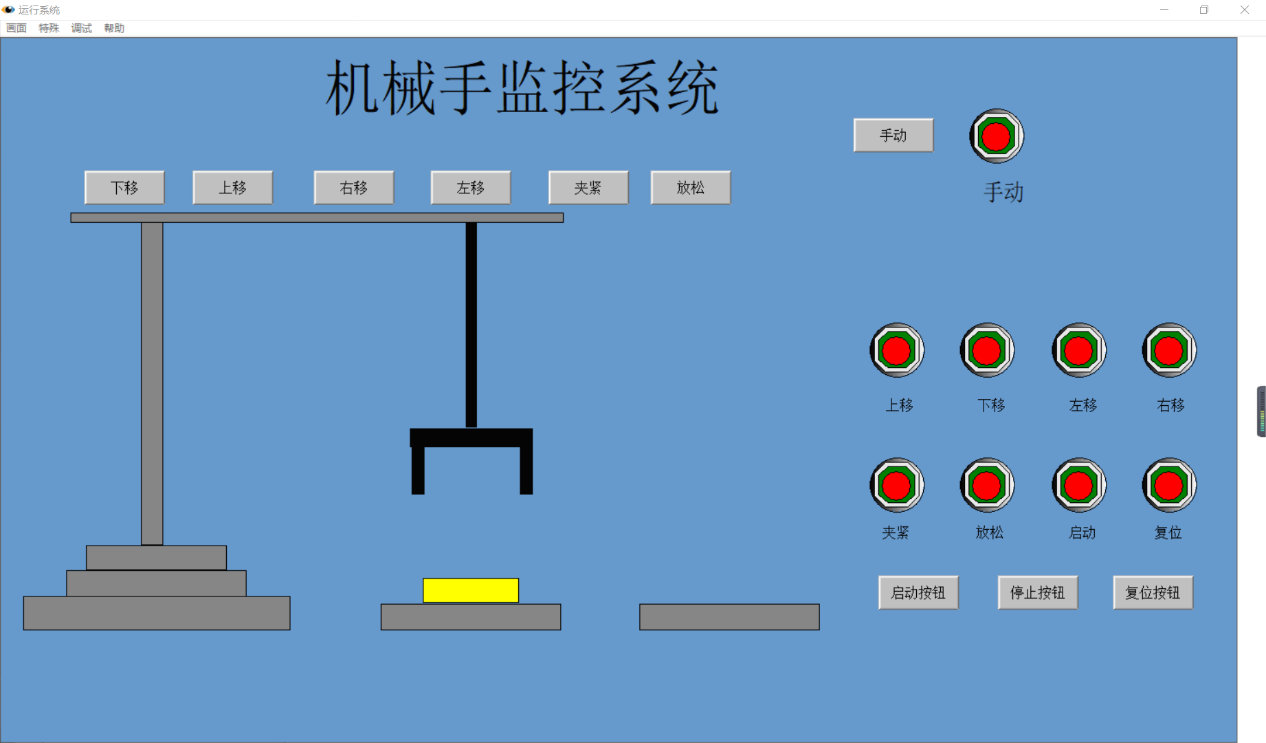 运行系统
画面 特殊 调试 帮助
机械手监控系统
手动
手动
下移 上移 右移 左移 夹紧 放松
上移 下移 左移 右移
夹紧 放松 启动 复位
启动按钮 停止按钮 复位按钮